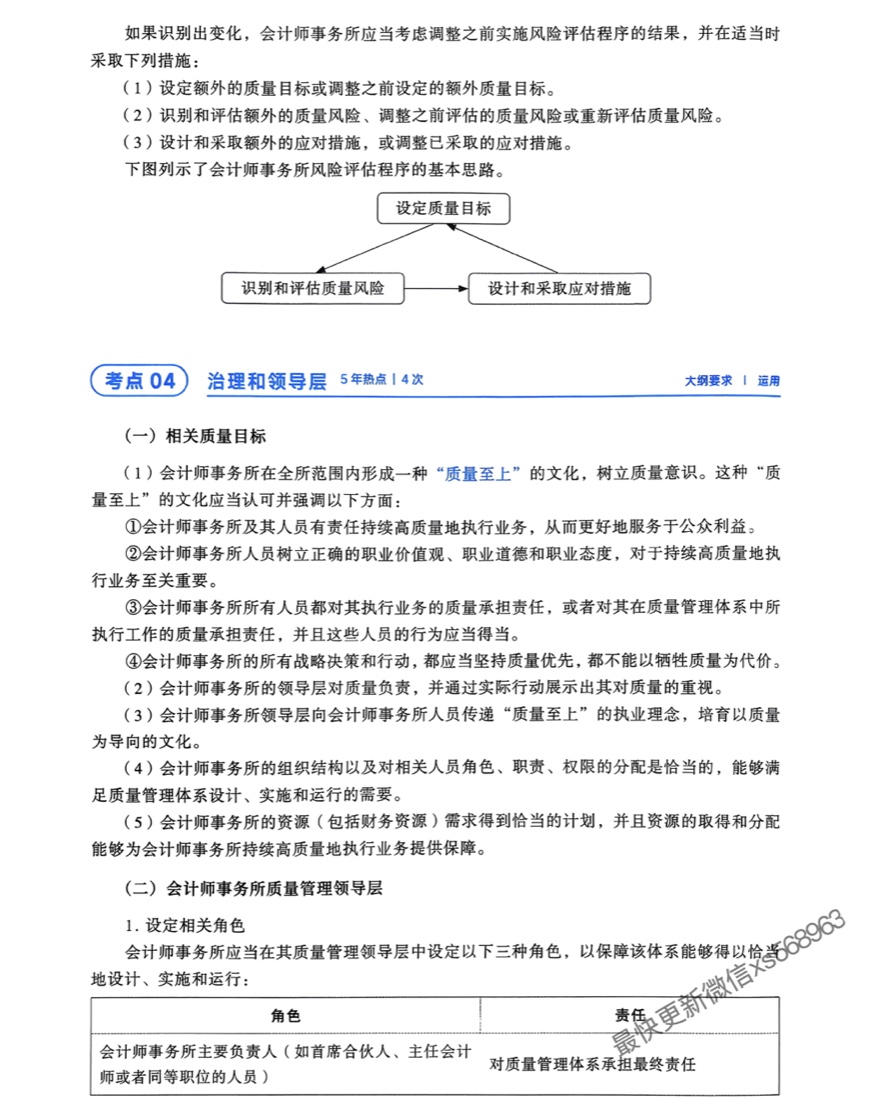 如果识别出变化，会计师事务所应当考虑调整之前实施风险评估程序的结果，并在适当时
采取下列措施：
（1）设定额外的质量目标或调整之前设定的额外质量目标。
（2）识别和评估额外的质量风险、调整之前评估的质量风险或重新评估质量风险。
（3）设计和采取额外的应对措施，或调整已采取的应对措施。
下图列示了会计师事务所风险评估程序的基本思路。
设定质量目标
识别和评估质量风险
设计和采取应对措施
考点 04 治理和领导层 5年热点 | 4次 大纲要求 | 运用
（一）相关质量目标
（1）会计师事务所在全所范围内形成一种“质量至上”的文化，树立质量意识。这种“质
量至上”的文化应当认可并强调以下方面：
①会计师事务所及其人员有责任持续高质量地执行业务，从而更好地服务于公众利益。
②会计师事务所人员树立正确的职业价值观、职业道德和职业态度，对于持续高质量地执
行业务至关重要。
③会计师事务所所有人员都对其执行业务的质量承担责任，或者对其在质量管理体系中所
执行工作的质量承担责任，并且这些人员的行为应当得当。
④会计师事务所的所有战略决策和行动，都应当坚持质量优先，都不能以牺牲质量为代价。
（2）会计师事务所的领导层对质量负责，并通过实际行动展示出其对质量的重视。
（3）会计师事务所领导层向会计师事务所人员传递“质量至上”的执业理念，培育以质量
为导向的文化。
（4）会计师事务所的组织结构以及对相关人员角色、职责、权限的分配是恰当的，能够满
足质量管理体系设计、实施和运行的需要。
（5）会计师事务所的资源（包括财务资源）需求得到恰当的计划，并且资源的取得和分配
能够为会计师事务所持续高质量地执行业务提供保障。
（二）会计师事务所质量管理领导层
1. 设定相关角色
会计师事务所应当在其质量管理领导层中设定以下三种角色，以保障该体系能够得以恰当
地设计、实施和运行：
角色 责任
会计师事务所主要负责人（如首席合伙人、主任会计
师或者同等职位的人员）
对质量管理体系承担最终责任
最快更新微信xs568963